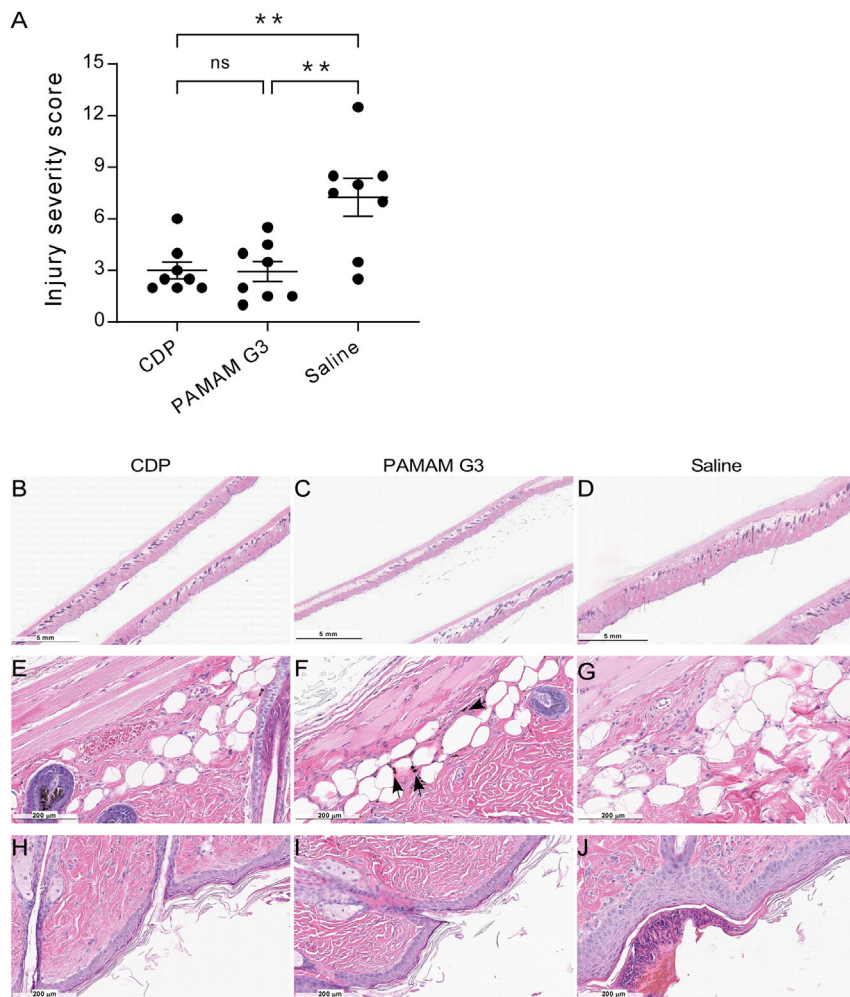 A
* *
ns
* *
15
12
9
6
3
0
Injury severity score
CDP
PAMAM G3
Saline
CDP
PAMAM G3
Saline
B
C
D
5 mm
5 mm
5 mm
E
F
G
200 µm
200 µm
200 µm
H
I
J
200 µm
200 µm
200 µm